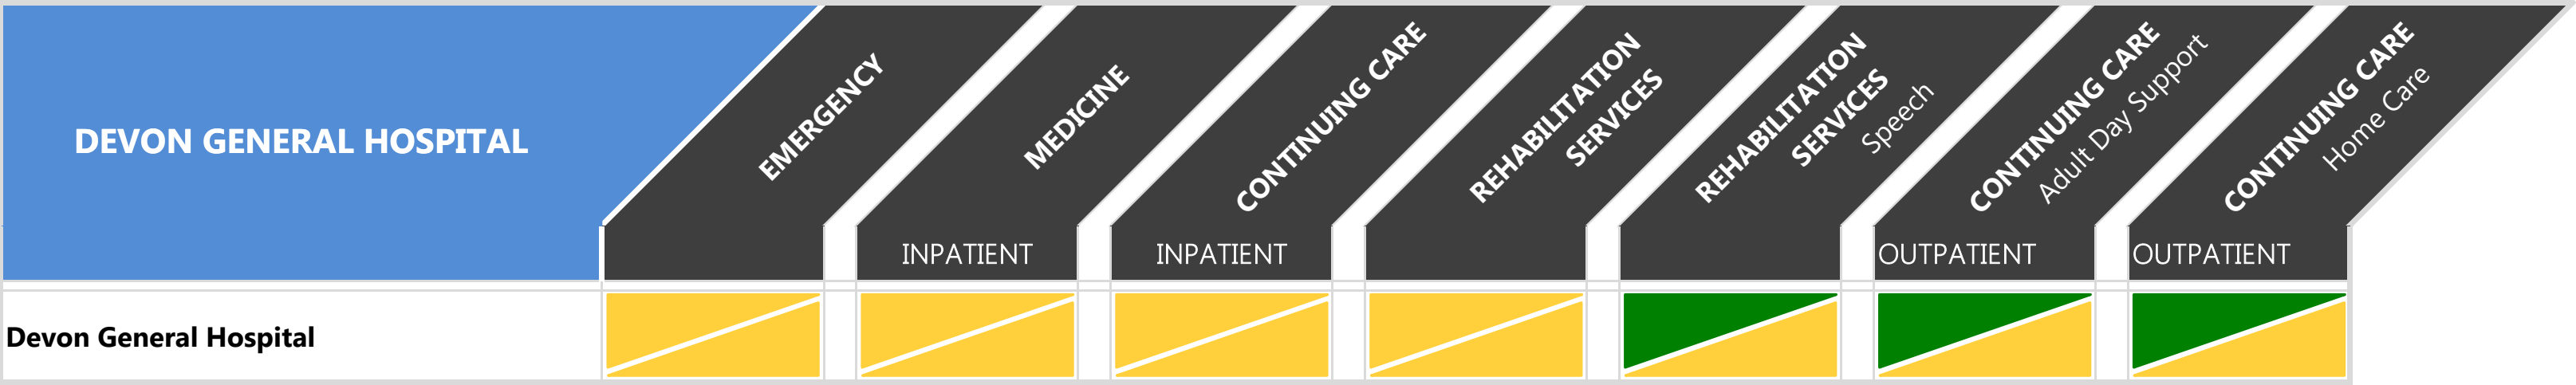 DEVON GENERAL HOSPITAL
EMERGENCY
MEDICINE
INPATIENT
CONTINUING CARE
INPATIENT
REHABILITATION
SERVICES
REHABILITATION
SERVICES
Speech
CONTINUING CARE
Adult Day Support
OUTPATIENT
CONTINUING CARE
Home Care
OUTPATIENT
Devon General Hospital